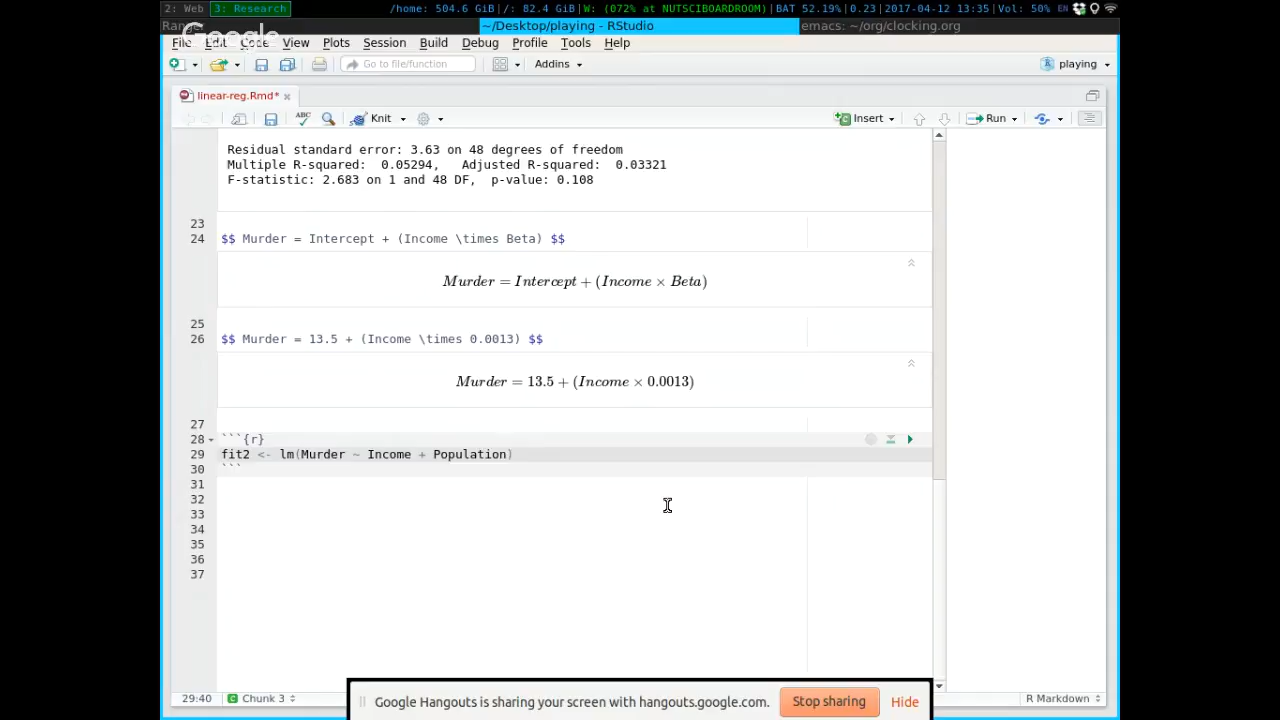 2: Web 3: Research /home: 504.6 GiB|/: 82.4 GiB|W: (072% at NUTSCIBOARDROOM)|BAT 52.19%|0.23|2017-04-12 13:35|Vol: 50% EN
~/Desktop/playing - RStudio emacs: ~/org/clocking.org
Google
File Edit Code View Plots Session Build Debug Profile Tools Help
Go to file/function Addins playing
linear-reg.Rmd*
ABC Knit Insert Run
Residual standard error: 3.63 on 48 degrees of freedom
Multiple R-squared: 0.05294, Adjusted R-squared: 0.03321
F-statistic: 2.683 on 1 and 48 DF, p-value: 0.108
23
24 $$ Murder = Intercept + (Income \times Beta) $$
Murder = Intercept + (Income × Beta)
25
26 $$ Murder = 13.5 + (Income \times 0.0013) $$
Murder = 13.5 + (Income × 0.0013)
27
28 ```{r}
29 fit2 <- lm(Murder ~ Income + Population)
30 ```
31
32
33
34
35
36
37
29:40 Chunk 3 R Markdown
Google Hangouts is sharing your screen with hangouts.google.com. Stop sharing Hide